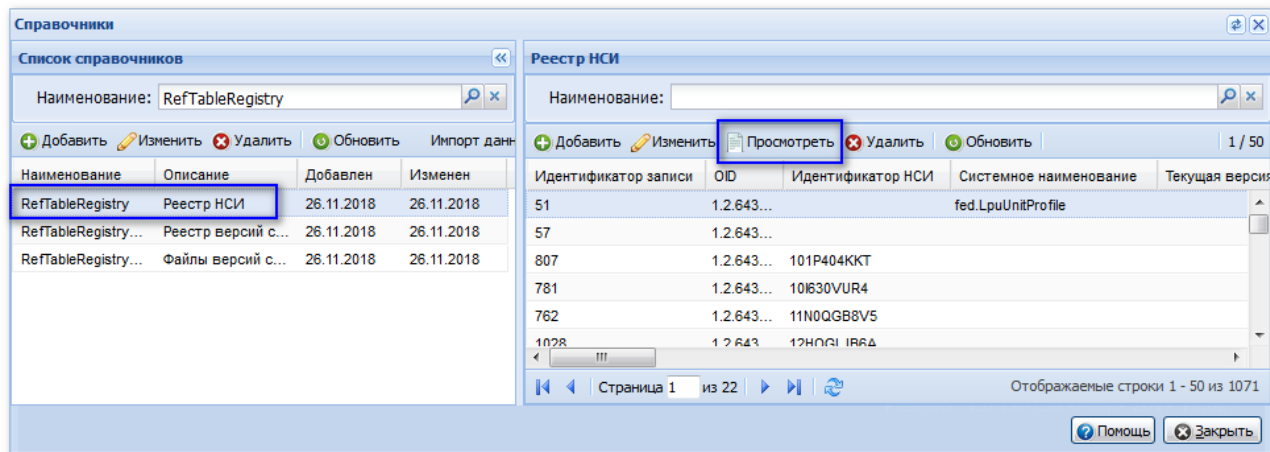 Справочники
Список справочников
Наименование: RefTableRegistry
Добавить Изменить Удалить Обновить Импорт данн
Наименование Описание Добавлен Изменен
RefTableRegistry Реестр НСИ 26.11.2018 26.11.2018
RefTableRegistry... Реестр версий с... 26.11.2018 26.11.2018
RefTableRegistry... Файлы версий с... 26.11.2018 26.11.2018
Реестр НСИ
Наименование:
Добавить Изменить Просмотреть Удалить Обновить 1 / 50
Идентификатор записи OID Идентификатор НСИ Системное наименование Текущая версия
51 1.2.643... fed.LpuUnitProfile
57 1.2.643...
807 1.2.643... 101P404KKT
781 1.2.643... 10I630VUR4
762 1.2.643... 11N0QGB8V5
1028 1.2.643
Страница 1 из 22 Отображаемые строки 1 - 50 из 1071
Помощь Закрыть